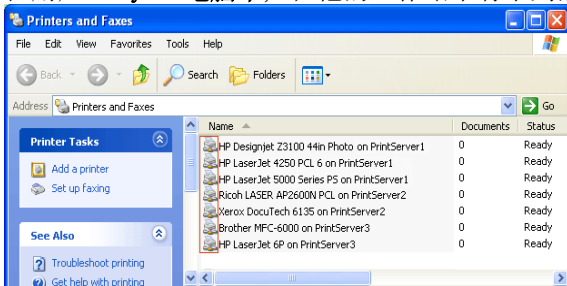 Printers and Faxes
File Edit View Favorites Tools Help
Back Search Folders
Address Printers and Faxes Go
Name Documents Status
Printer Tasks
Add a printer
Set up faxing
See Also
Troubleshoot printing
Get help with printing
HP Designjet Z3100 44in Photo on PrintServer1 0 Ready
HP LaserJet 4250 PCL 6 on PrintServer1 0 Ready
HP LaserJet 5000 Series PS on PrintServer1 0 Ready
Ricoh LASER AP2600N PCL on PrintServer2 0 Ready
Xerox DocuTech 6135 on PrintServer2 0 Ready
Brother MFC-6000 on PrintServer3 0 Ready
HP LaserJet 6P on PrintServer3 0 Ready